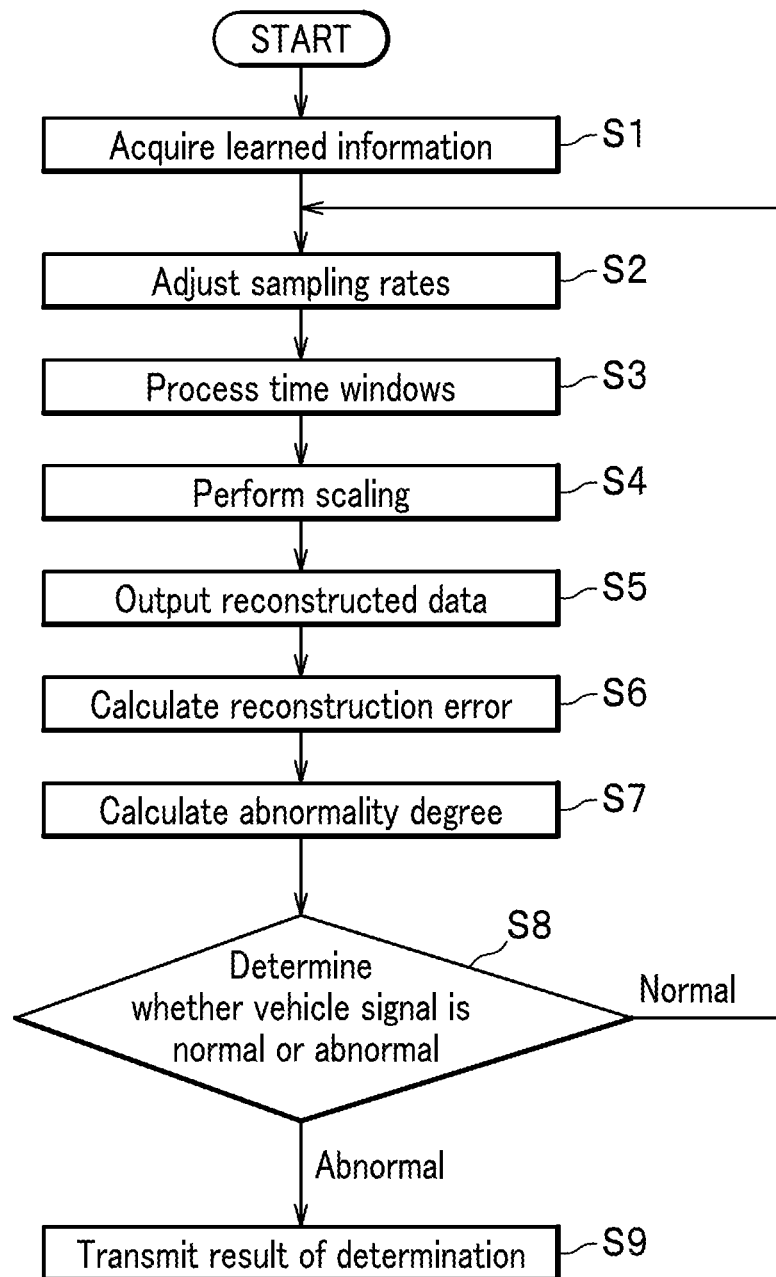 START
Acquire learned information
S1
Adjust sampling rates
S2
Process time windows
S3
Perform scaling
S4
Output reconstructed data
S5
Calculate reconstruction error
S6
Calculate abnormality degree
S7
S8
Determine
whether vehicle signal is
normal or abnormal
Normal
Abnormal
Transmit result of determination
S9